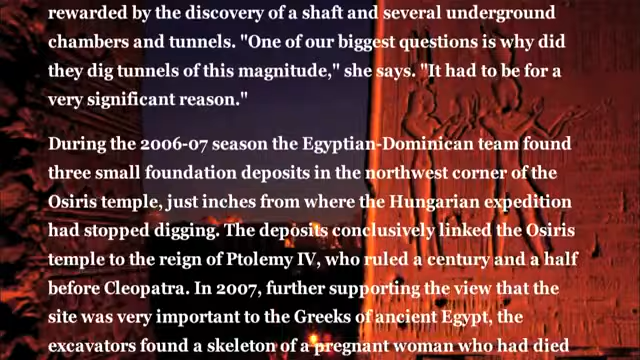 rewarded by the discovery of a shaft and several underground
chambers and tunnels. "One of our biggest questions is why did
they dig tunnels of this magnitude," she says. "It had to be for a
very significant reason."
During the 2006-07 season the Egyptian-Dominican team found
three small foundation deposits in the northwest corner of the
Osiris temple, just inches from where the Hungarian expedition
had stopped digging. The deposits conclusively linked the Osiris
temple to the reign of Ptolemy IV, who ruled a century and a half
before Cleopatra. In 2007, further supporting the view that the
site was very important to the Greeks of ancient Egypt, the
excavators found a skeleton of a pregnant woman who had died